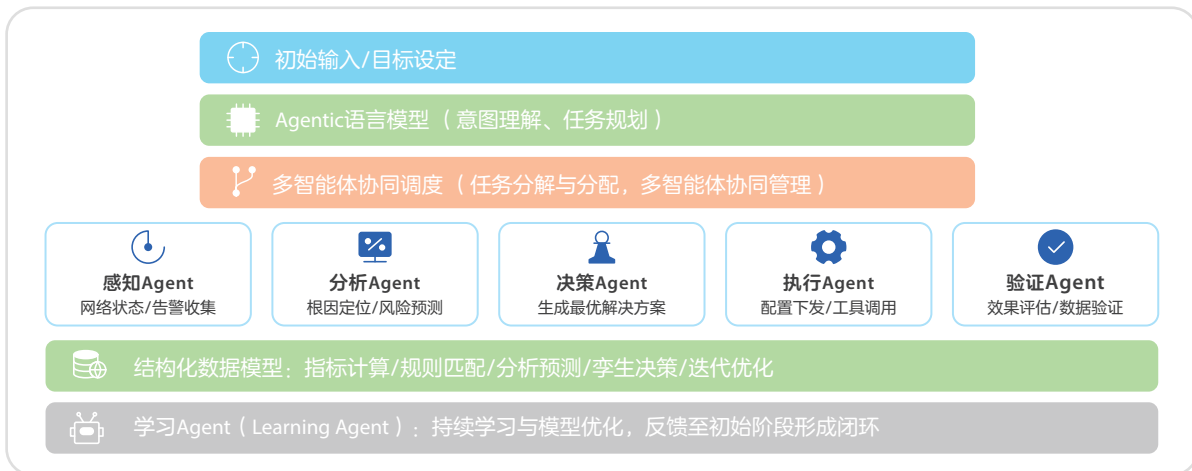 初始输入/目标设定
Agentic语言模型（意图理解、任务规划）
多智能体协同调度（任务分解与分配，多智能体协同管理）
感知Agent
网络状态/告警收集
分析Agent
根因定位/风险预测
决策Agent
生成最优解决方案
执行Agent
配置下发/工具调用
验证Agent
效果评估/数据验证
结构化数据模型：指标计算/规则匹配/分析预测/孪生决策/迭代优化
学习Agent（Learning Agent）：持续学习与模型优化，反馈至初始阶段形成闭环